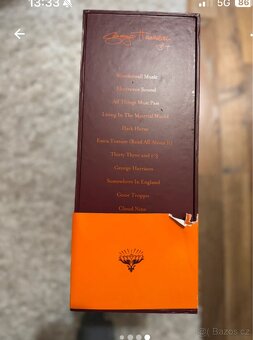 13:33
5G
George Harrison
Wonderwall Music
Electronic Sound
All Things Must Pass
Living In The Material World
Dark Horse
Extra Texture (Read All About It)
Thirty Three and 1/3
George Harrison
Somewhere In England
Gone Troppo
Cloud Nine
Bazos.cz